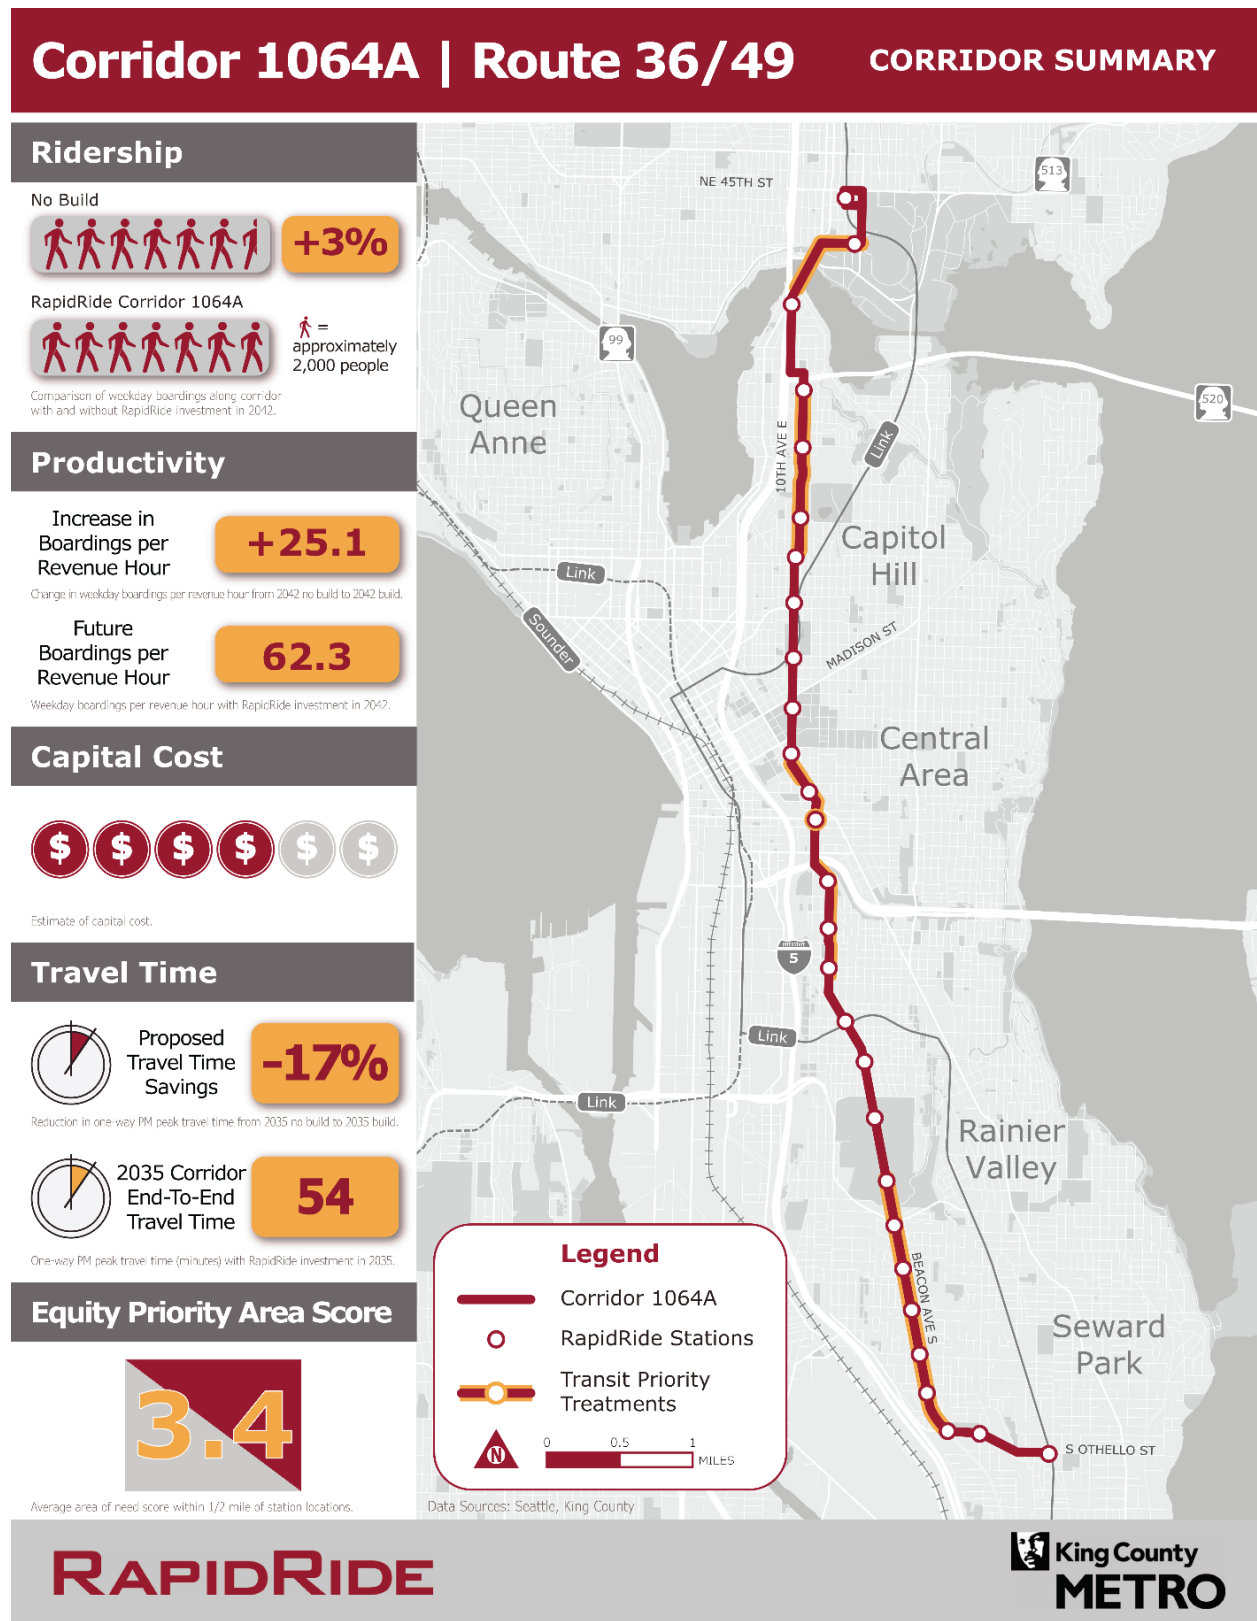 Corridor 1064A | Route 36/49
CORRIDOR SUMMARY
Ridership
No Build
+3%
RapidRide Corridor 1064A
=
approximately
2,000 people
Comparison of weekday boardings along corridor
with and without RapidRide investment in 2042.
Productivity
Increase in
Boardings per
Revenue Hour
+25.1
Change in weekday boardings per revenue hour from 2042 no build to 2042 build.
Future
Boardings per
Revenue Hour
62.3
Weekday boardings per revenue hour with RapidRide investment in 2042.
Capital Cost
$ $ $ $ $ $
Estimate of capital cost.
Travel Time
Proposed
Travel Time
Savings
-17%
Reduction in one-way PM peak travel time from 2035 no build to 2035 build.
2035 Corridor
End-To-End
Travel Time
54
One-way PM peak travel time (minutes) with RapidRide investment in 2035.
Equity Priority Area Score
3.4
Average area of need score within 1/2 mile of station locations.
NE 45TH ST
513
99
520
Queen
Anne
10TH AVE E
Link
Capitol
Hill
Link
Sounder
MADISON ST
Central
Area
5
Link
Link
Rainier
Valley
BEACON AVE S
Seward
Park
S OTHELLO ST
Legend
Corridor 1064A
RapidRide Stations
Transit Priority
Treatments
N
0 0.5 1
MILES
Data Sources: Seattle, King County
RAPIDRIDE
King County
METRO